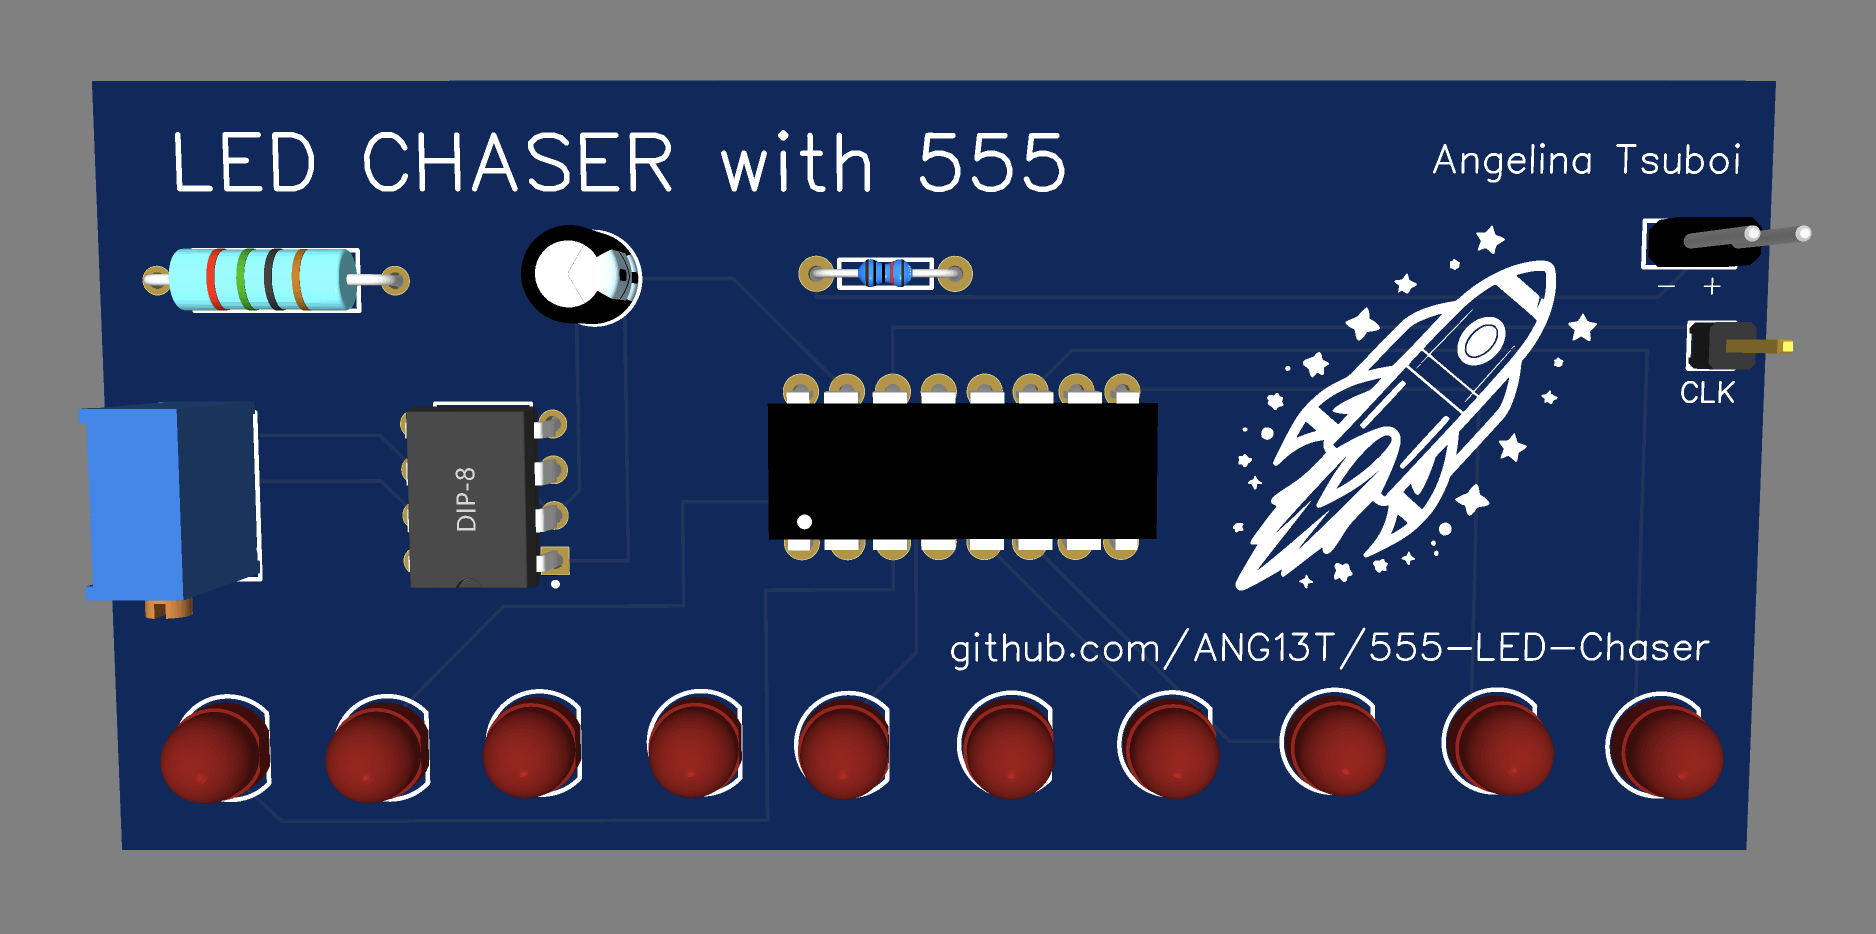 LED CHASER with 555
Angelina Tsuboi
- +
CLK
DIP-8
github.com/ANG13T/555-LED-Chaser